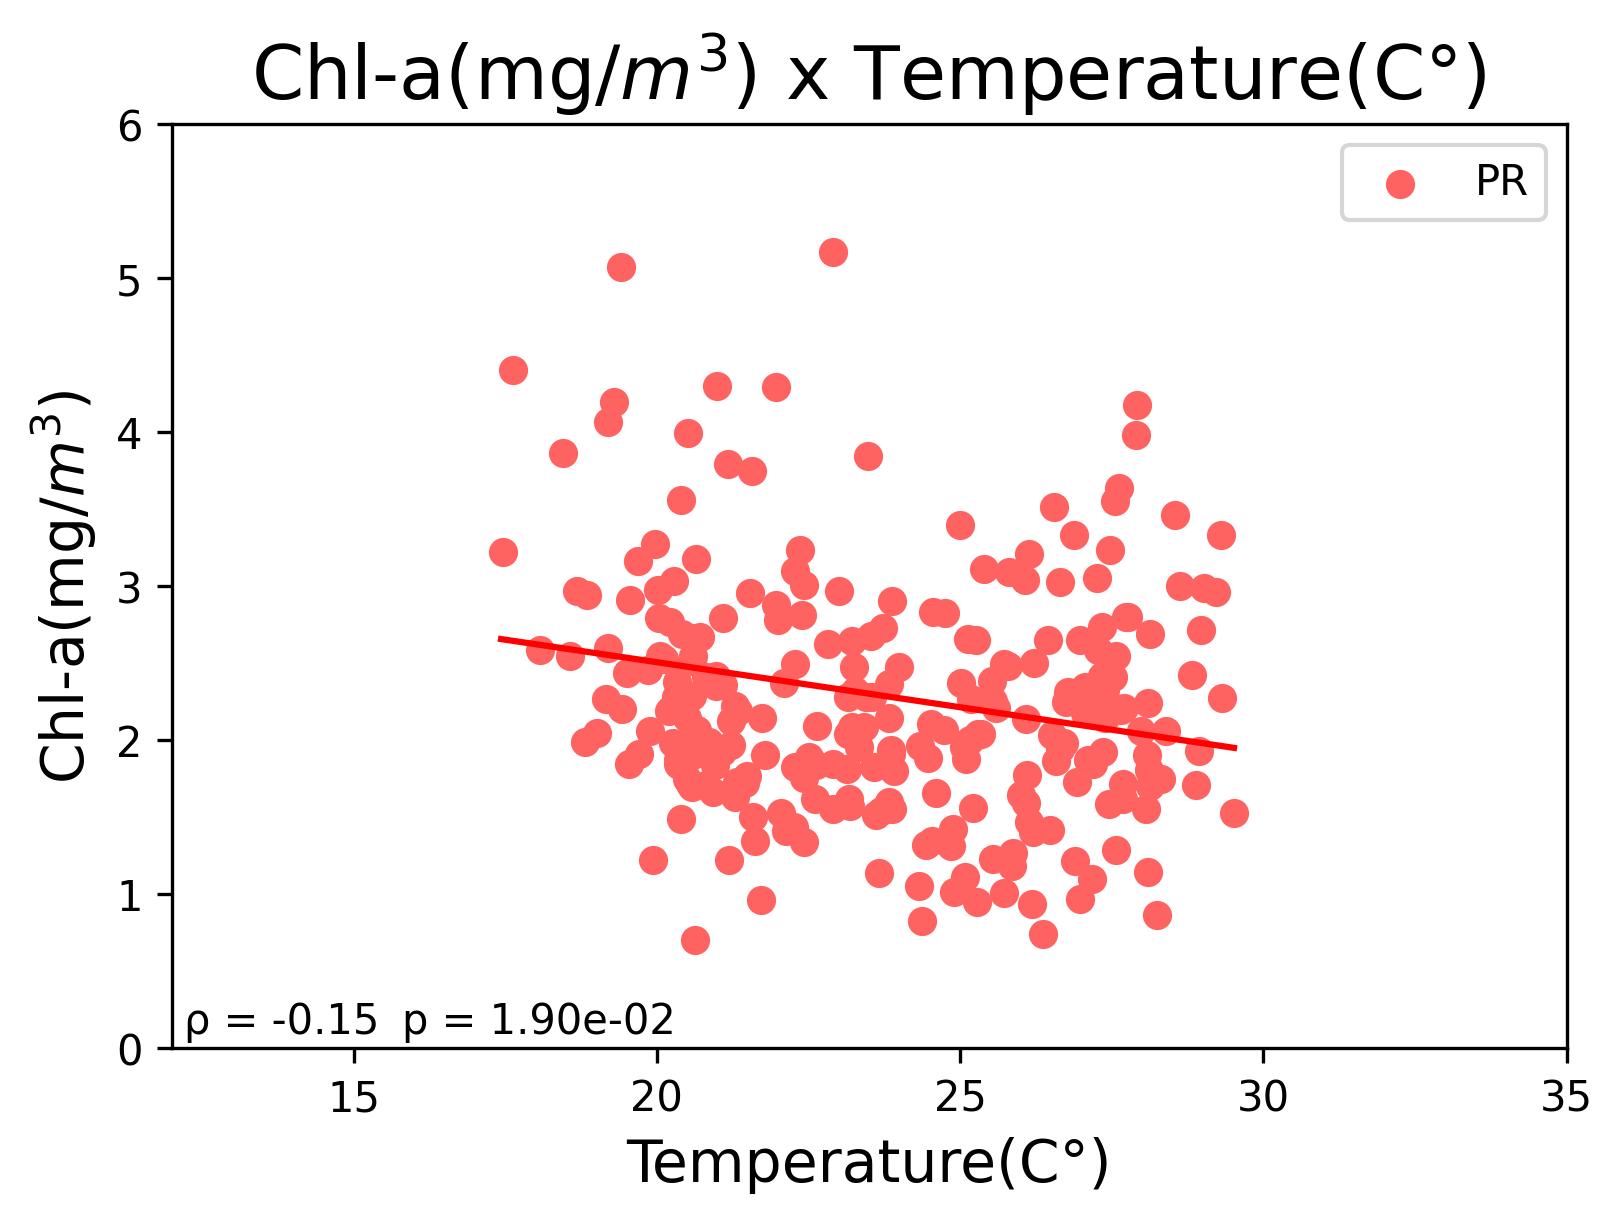 Chl-a(mg/m³) x Temperature(C°)
PR
Chl-a(mg/m³)
6
5
4
3
2
1
0
ρ = -0.15  p = 1.90e-02
15 20 25 30 35
Temperature(C°)